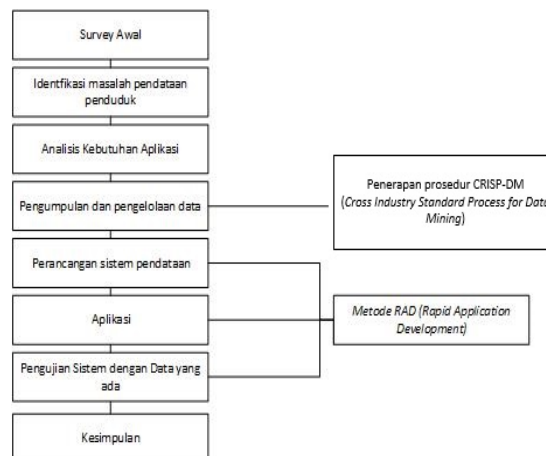 Survey Awal
Identfikasi masalah pendataan
penduduk
Analisis Kebutuhan Aplikasi
Pengumpulan dan pengelolaan data
Perancangan sistem pendataan
Aplikasi
Pengujian Sistem dengan Data yang
ada
Kesimpulan
Penerapan prosedur CRISP-DM
(Cross Industry Standard Process for Data
Mining)
Metode RAD (Rapid Application
Development)